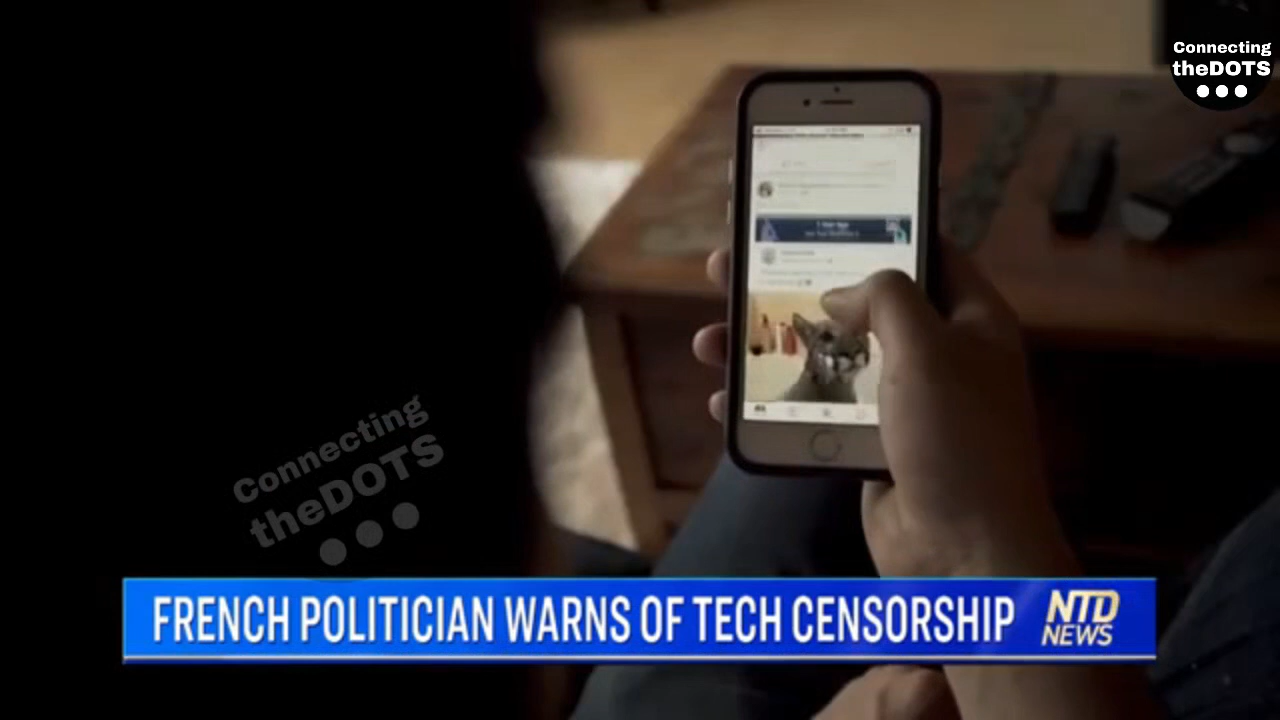 Connecting
theDOTS
Connecting
theDOTS
FRENCH POLITICIAN WARNS OF TECH CENSORSHIP
NTD
NEWS